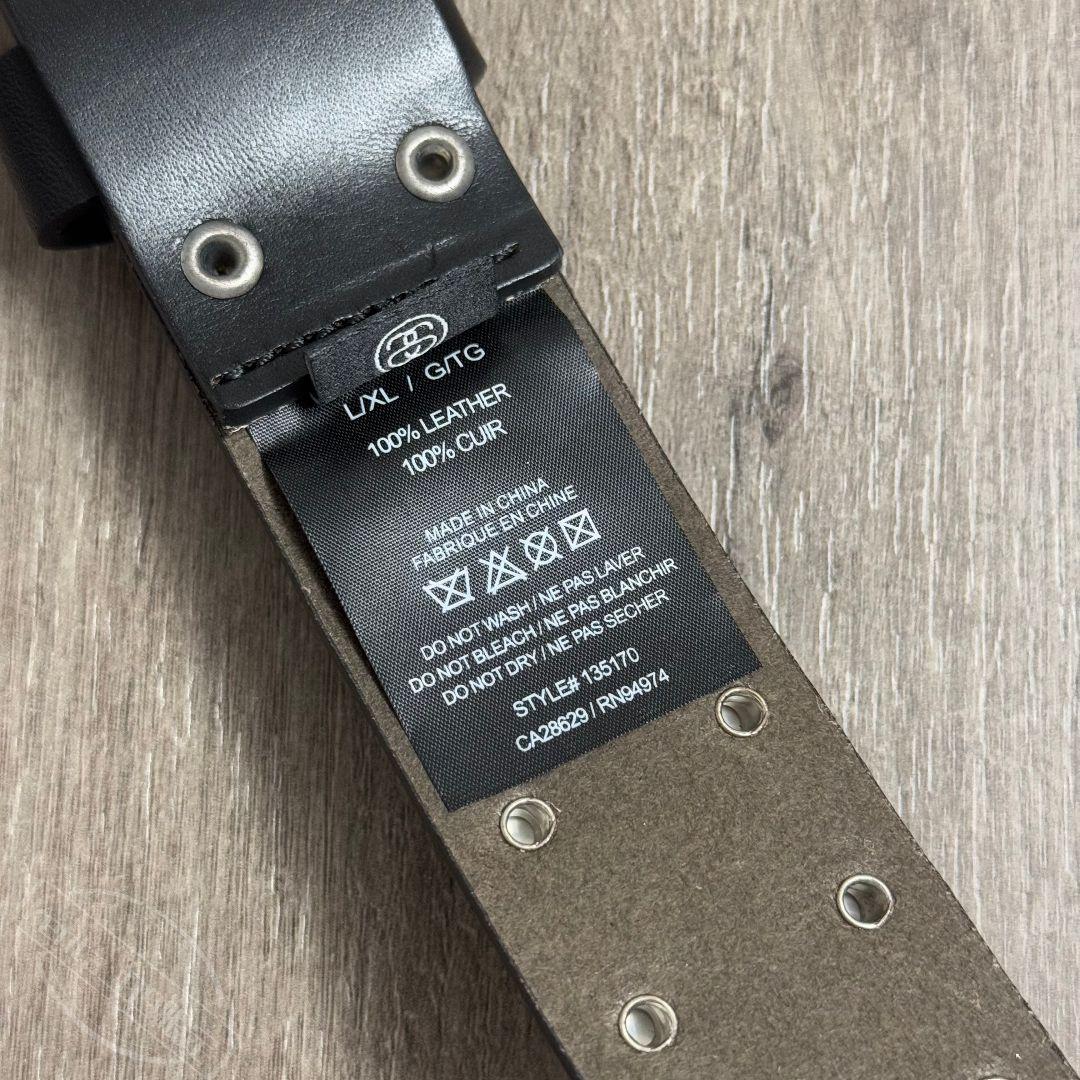 L/XL / G/TG
100% LEATHER
100% CUIR
MADE IN CHINA
FABRIQUE EN CHINE
DO NOT WASH / NE PAS LAVER
DO NOT BLEACH / NE PAS BLANCHIR
DO NOT DRY / NE PAS SECHER
STYLE# 135170
CA28629 / RN94974